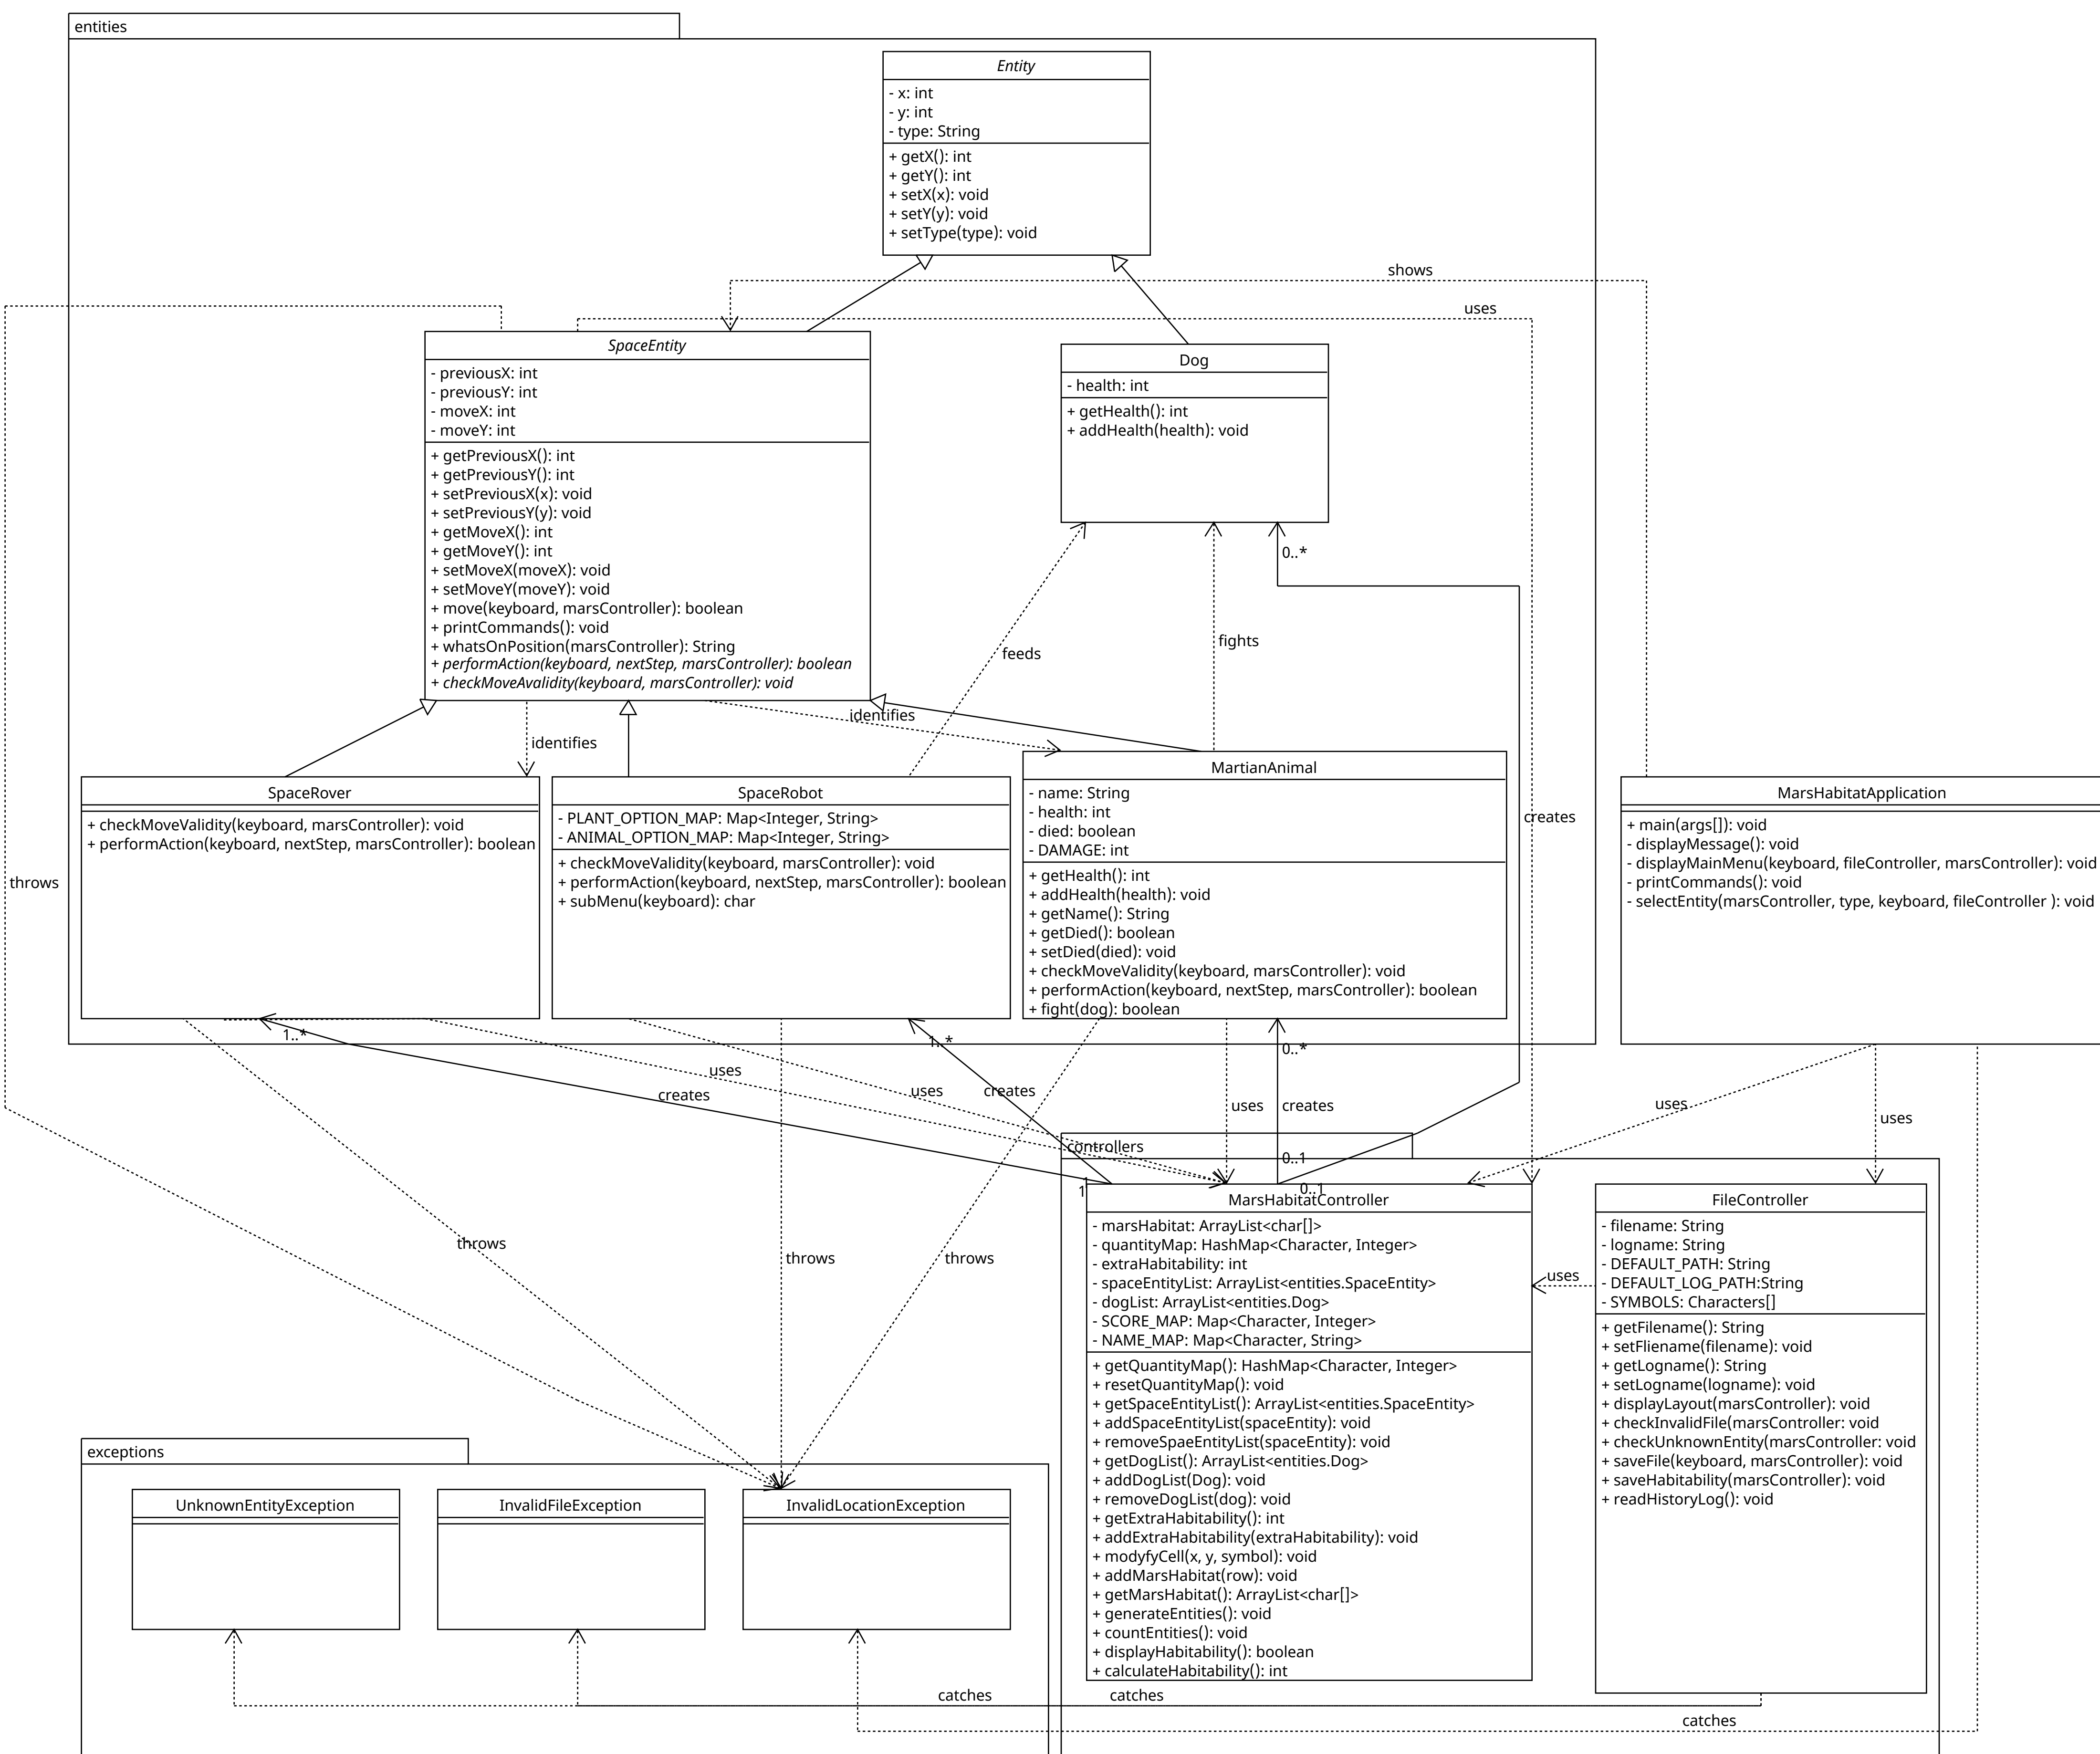 entities
Entity
- x: int
- y: int
- type: String
+ getX(): int
+ getY(): int
+ setX(x): void
+ setY(y): void
+ setType(type): void
shows
uses
SpaceEntity
- previousX: int
- previousY: int
- moveX: int
- moveY: int
+ getPreviousX(): int
+ getPreviousY(): int
+ setPreviousX(x): void
+ setPreviousY(y): void
+ getMoveX(): int
+ getMoveY(): int
+ setMoveX(moveX): void
+ setMoveY(moveY): void
+ move(keyboard, marsController): boolean
+ printCommands(): void
+ whatsOnPosition(marsController): String
+ performAction(keyboard, nextStep, marsController): boolean
+ checkMoveAvalidity(keyboard, marsController): void
Dog
- health: int
+ getHealth(): int
+ addHealth(health): void
0..*
fights
feeds
identifies
identifies
creates
throws
SpaceRover
+ checkMoveValidity(keyboard, marsController): void
+ performAction(keyboard, nextStep, marsController): boolean
SpaceRobot
- PLANT_OPTION_MAP: Map<Integer, String>
- ANIMAL_OPTION_MAP: Map<Integer, String>
+ checkMoveValidity(keyboard, marsController): void
+ performAction(keyboard, nextStep, marsController): boolean
+ subMenu(keyboard): char
MartianAnimal
- name: String
- health: int
- died: boolean
- DAMAGE: int
+ getHealth(): int
+ addHealth(health): void
+ getName(): String
+ getDied(): boolean
+ setDied(died): void
+ checkMoveValidity(keyboard, marsController): void
+ performAction(keyboard, nextStep, marsController): boolean
+ fight(dog): boolean
MarsHabitatApplication
+ main(args[]): void
- displayMessage(): void
- displayMainMenu(keyboard, fileController, marsController): void
- printCommands(): void
- selectEntity(marsController, type, keyboard, fileController ): void
1..*
1..*
0..*
uses
creates
uses
creates
uses
creates
uses
uses
controllers
0..1
0..1
1
1
throws
throws
throws
MarsHabitatController
- marsHabitat: ArrayList<char[]>
- quantityMap: HashMap<Character, Integer>
- extraHabitability: int
- spaceEntityList: ArrayList<entities.SpaceEntity>
- dogList: ArrayList<entities.Dog>
- SCORE_MAP: Map<Character, Integer>
- NAME_MAP: Map<Character, String>
+ getQuantityMap(): HashMap<Character, Integer>
+ resetQuantityMap(): void
+ getSpaceEntityList(): ArrayList<entities.SpaceEntity>
+ addSpaceEntityList(spaceEntity): void
+ removeSpaeEntityList(spaceEntity): void
+ getDogList(): ArrayList<entities.Dog>
+ addDogList(Dog): void
+ removeDogList(dog): void
+ getExtraHabitability(): int
+ addExtraHabitability(extraHabitability): void
+ modyfyCell(x, y, symbol): void
+ addMarsHabitat(row): void
+ getMarsHabitat(): ArrayList<char[]>
+ generateEntities(): void
+ countEntities(): void
+ displayHabitability(): boolean
+ calculateHabitability(): int
uses
FileController
- filename: String
- logname: String
- DEFAULT_PATH: String
- DEFAULT_LOG_PATH:String
- SYMBOLS: Characters[]
+ getFilename(): String
+ setFliename(filename): void
+ getLogname(): String
+ setLogname(logname): void
+ displayLayout(marsController): void
+ checkInvalidFile(marsController: void
+ checkUnknownEntity(marsController: void
+ saveFile(keyboard, marsController): void
+ saveHabitability(marsController): void
+ readHistoryLog(): void
exceptions
UnknownEntityException
InvalidFileException
InvalidLocationException
catches
catches
catches